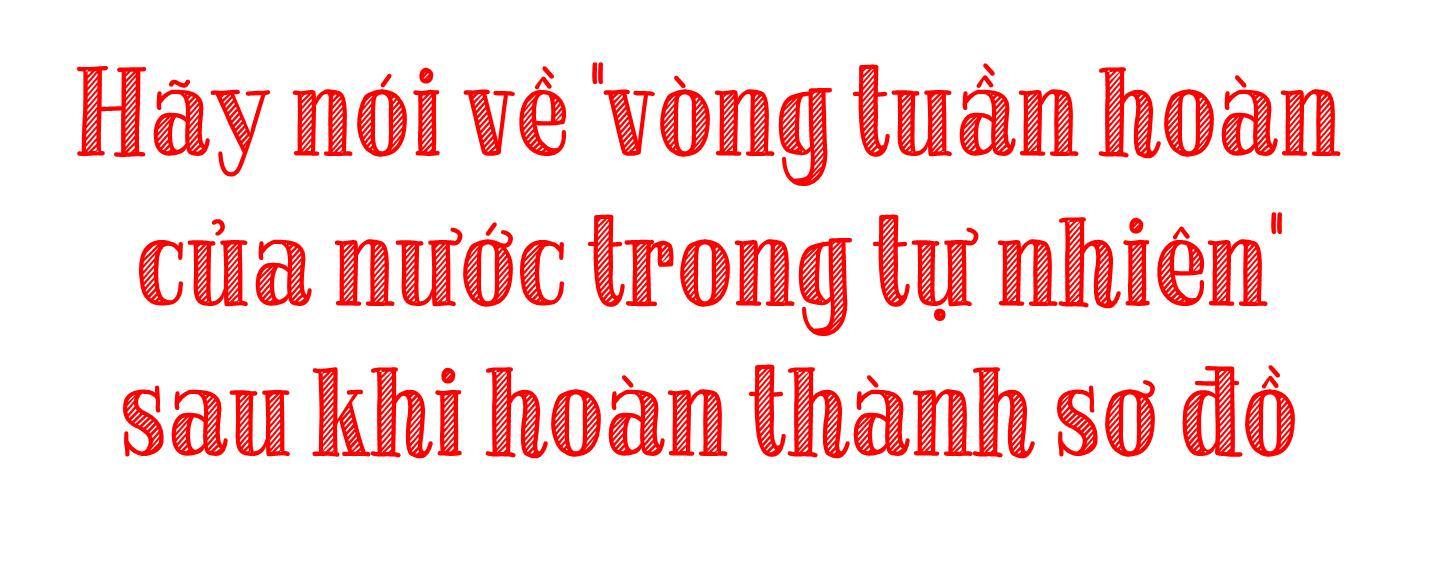 Hãy nói về "vòng tuần hoàn
của nước trong tự nhiên"
sau khi hoàn thành sơ đồ